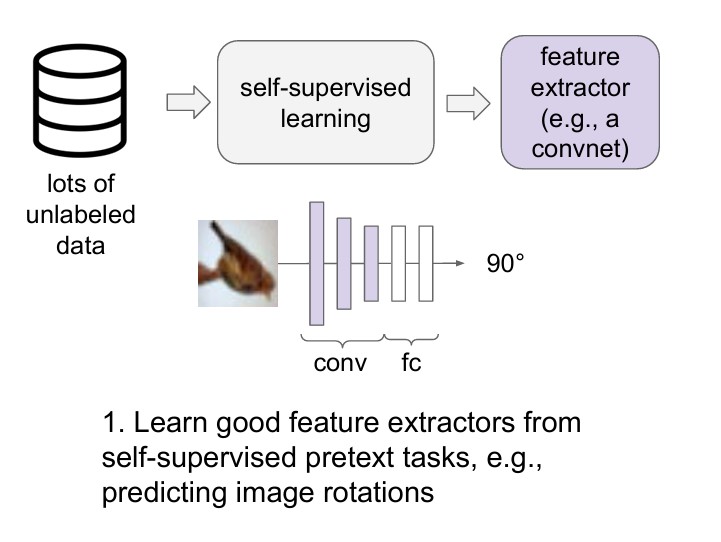 self-supervised
learning
feature
extractor
(e.g., a
convnet)
lots of
unlabeled
data
90°
conv
fc
1. Learn good feature extractors from
self-supervised pretext tasks, e.g.,
predicting image rotations